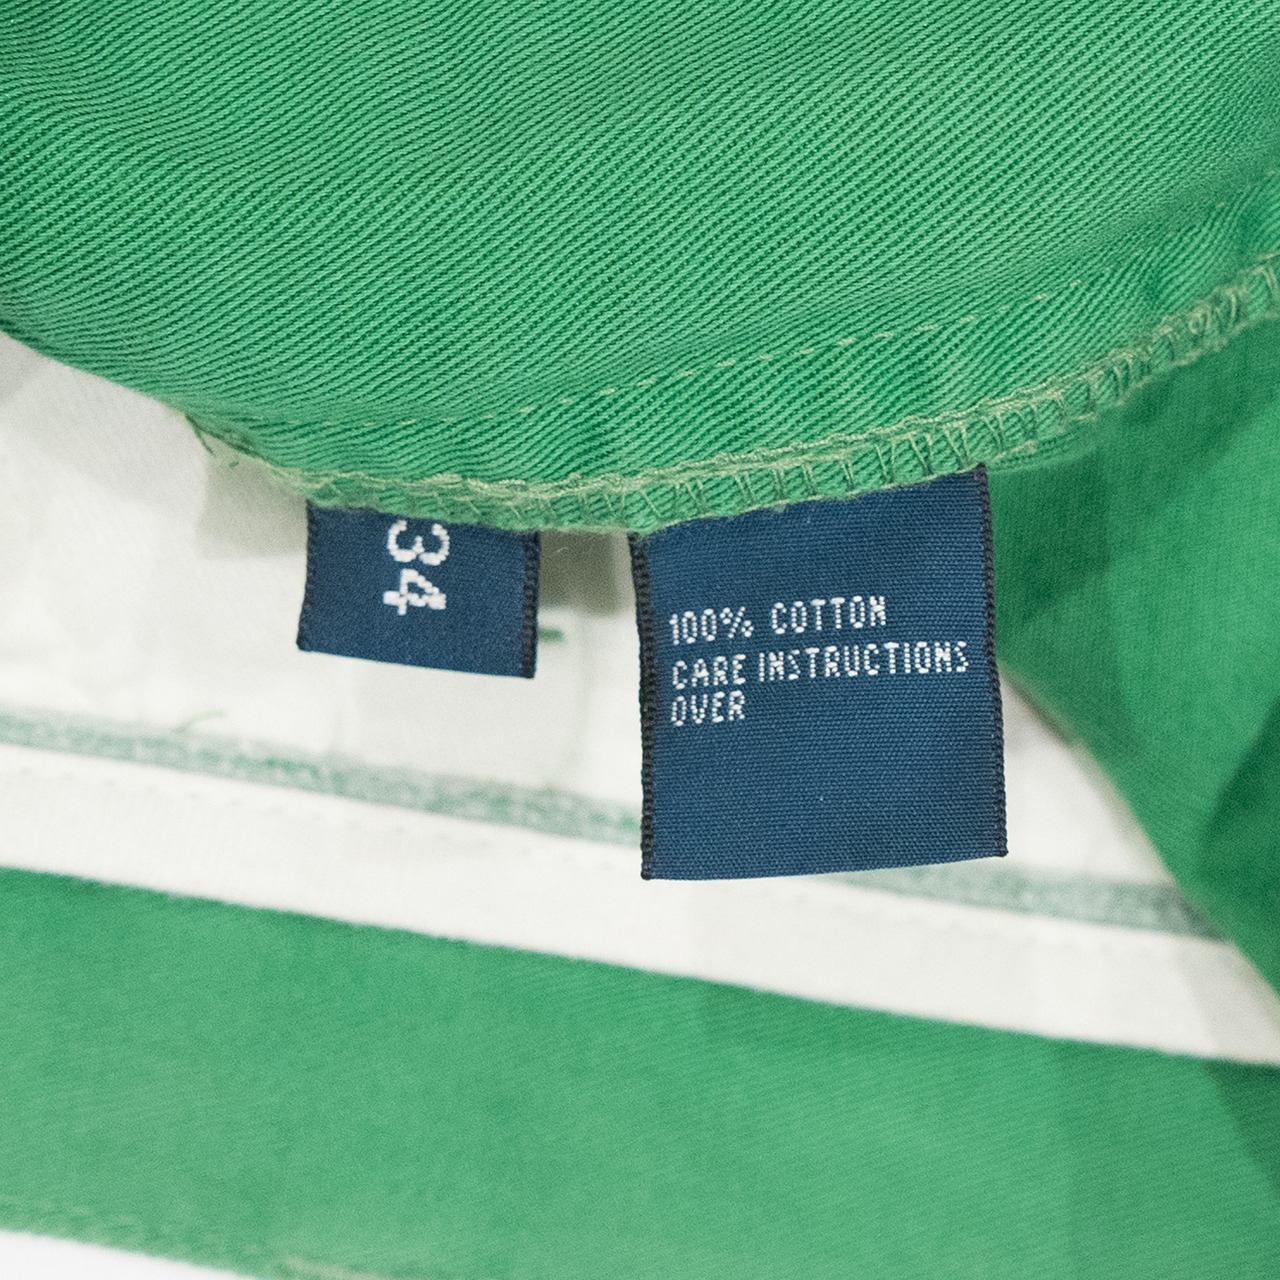 34
100% COTTON
CARE INSTRUCTIONS
OVER